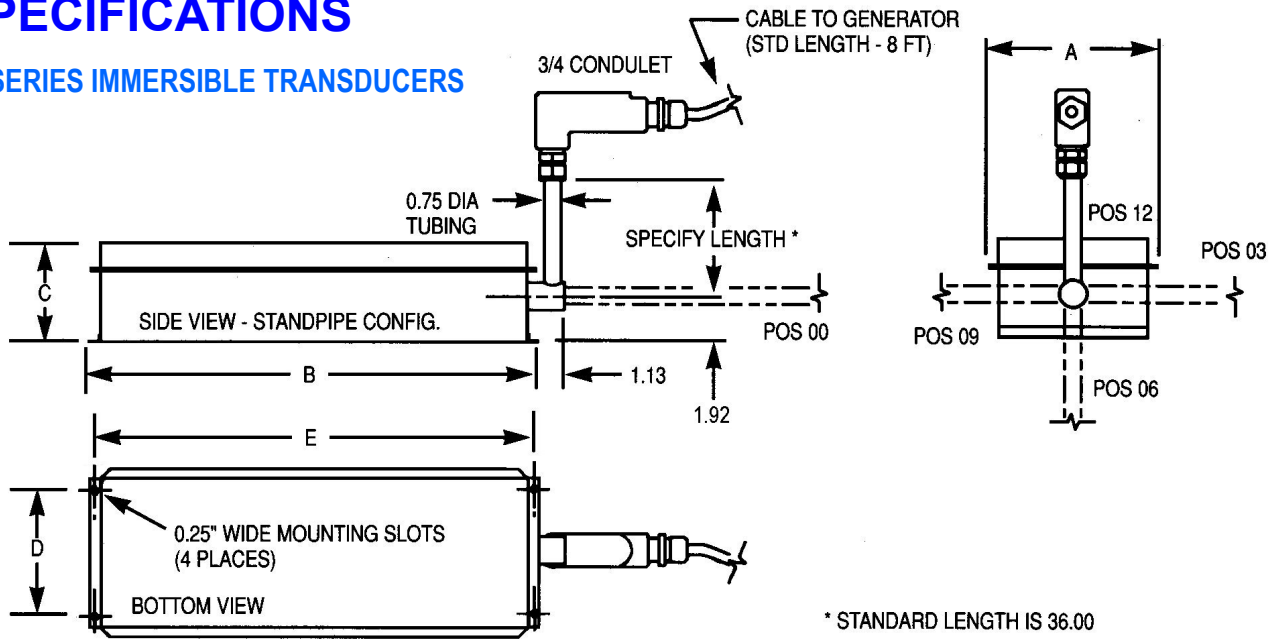 PECIFICATIONS
SERIES IMMERSIBLE TRANSDUCERS
CABLE TO GENERATOR
(STD LENGTH - 8 FT)
3/4 CONDULET
A
0.75 DIA
TUBING
SPECIFY LENGTH *
POS 12
POS 03
C
SIDE VIEW - STANDPIPE CONFIG.
POS 00
POS 09
B
1.13
1.92
POS 06
E
D
0.25" WIDE MOUNTING SLOTS
(4 PLACES)
BOTTOM VIEW
* STANDARD LENGTH IS 36.00